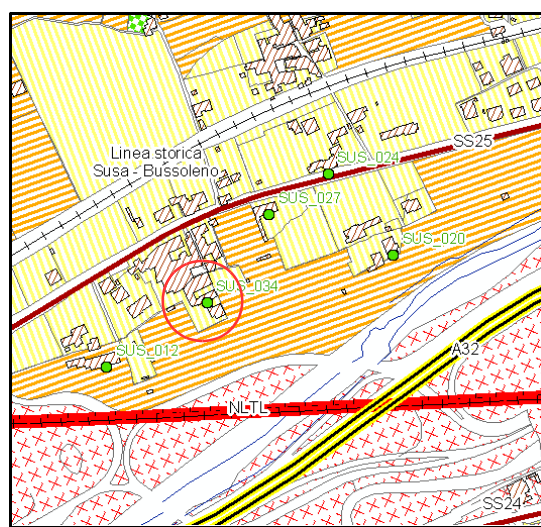 Linea storica
Susa - Bussoleno
SS25
SUS_024
SUS_027
SUS_020
SUS_034
SUS_012
A32
NLTL
SS24